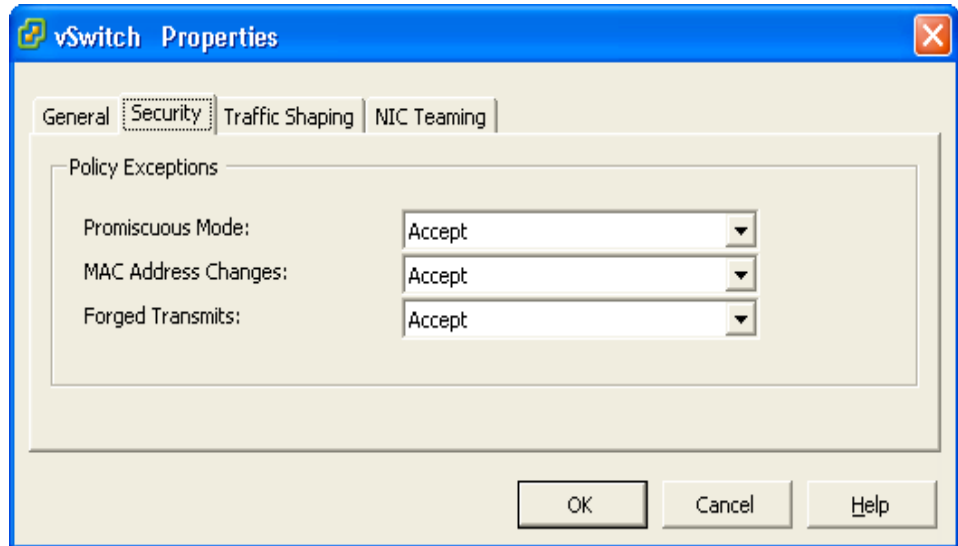 vSwitch Properties
General Security Traffic Shaping NIC Teaming
Policy Exceptions
Promiscuous Mode: Accept
MAC Address Changes: Accept
Forged Transmits: Accept
OK Cancel Help